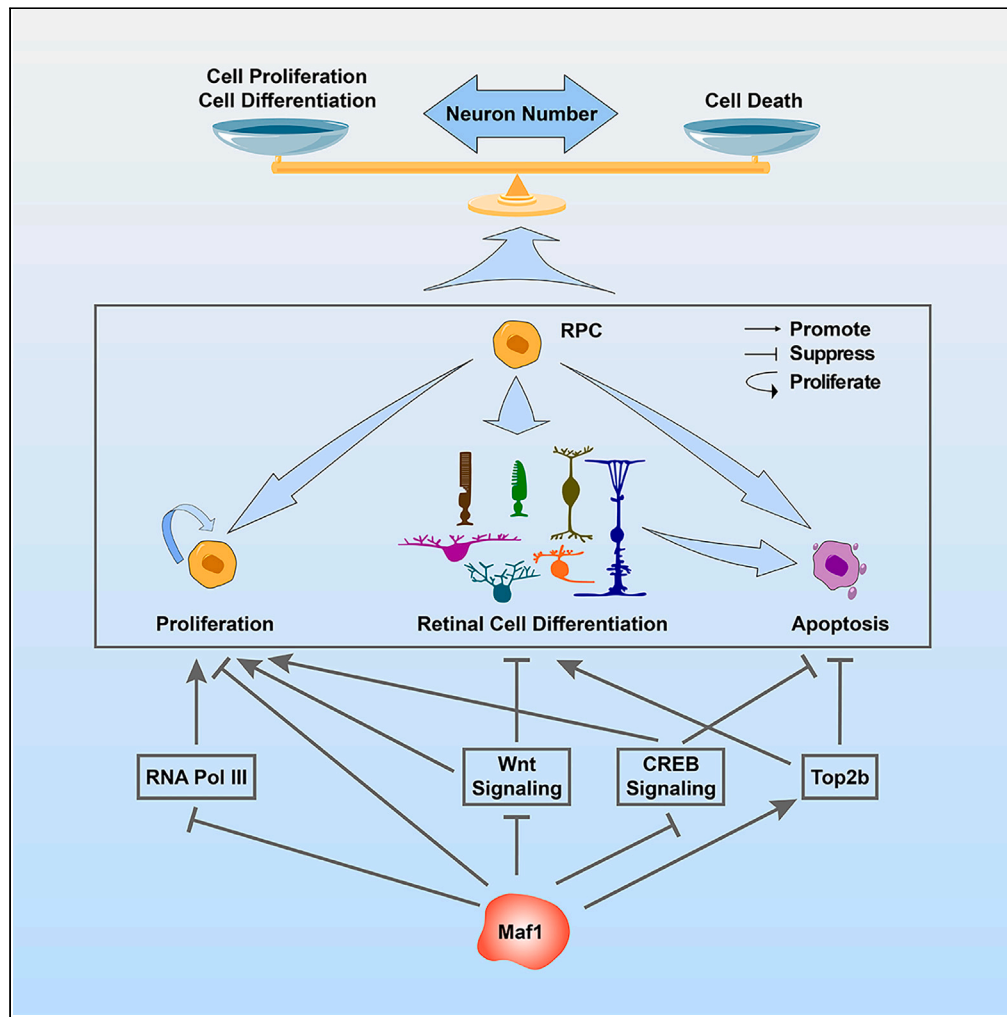 Cell Proliferation
Cell Differentiation
Neuron Number
Cell Death
RPC
Promote
Suppress
Proliferate
Proliferation
Retinal Cell Differentiation
Apoptosis
RNA Pol III
Wnt
Signaling
CREB
Signaling
Top2b
Maf1